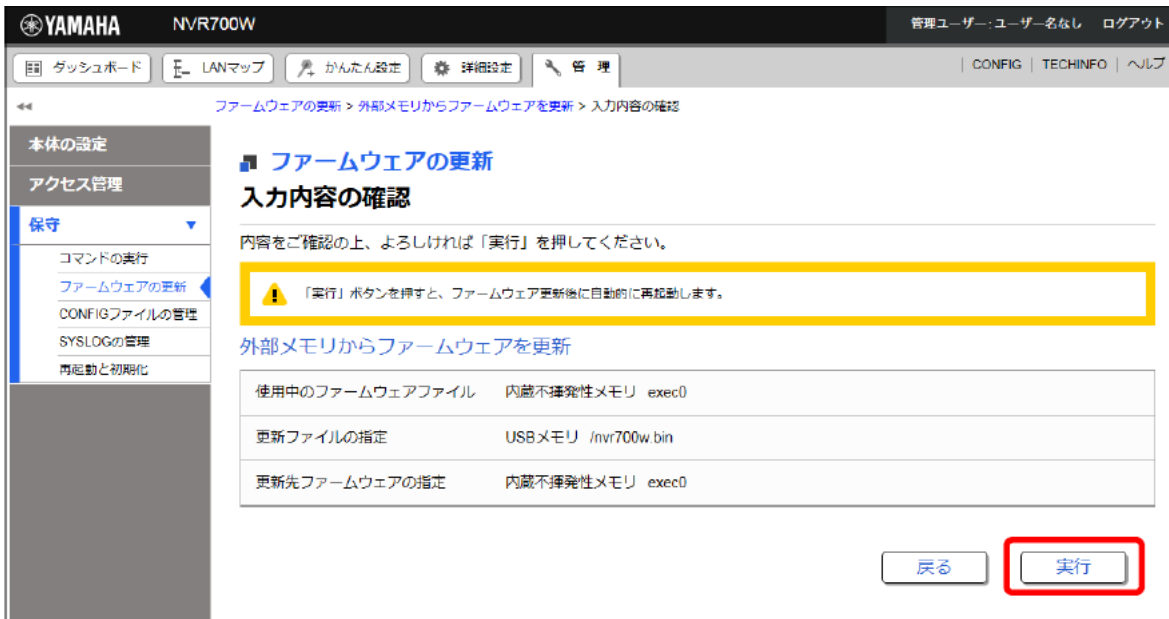 YAMAHA NVR700W 管理ユーザー:ユーザー名なし ログアウト
ダッシュボード LANマップ かんたん設定 詳細設定 管理 | CONFIG | TECHINFO | ヘルプ
ファームウェアの更新 > 外部メモリからファームウェアを更新 > 入力内容の確認
本体の設定
アクセス管理
保守
コマンドの実行
ファームウェアの更新
CONFIGファイルの管理
SYSLOGの管理
再起動と初期化
ファームウェアの更新
入力内容の確認
内容をご確認の上、よろしければ「実行」を押してください。
「実行」ボタンを押すと、ファームウェア更新後に自動的に再起動します。
外部メモリからファームウェアを更新
使用中のファームウェアファイル 内蔵不揮発性メモリ exec0
更新ファイルの指定 USBメモリ /nvr700w.bin
更新先ファームウェアの指定 内蔵不揮発性メモリ exec0
戻る 実行